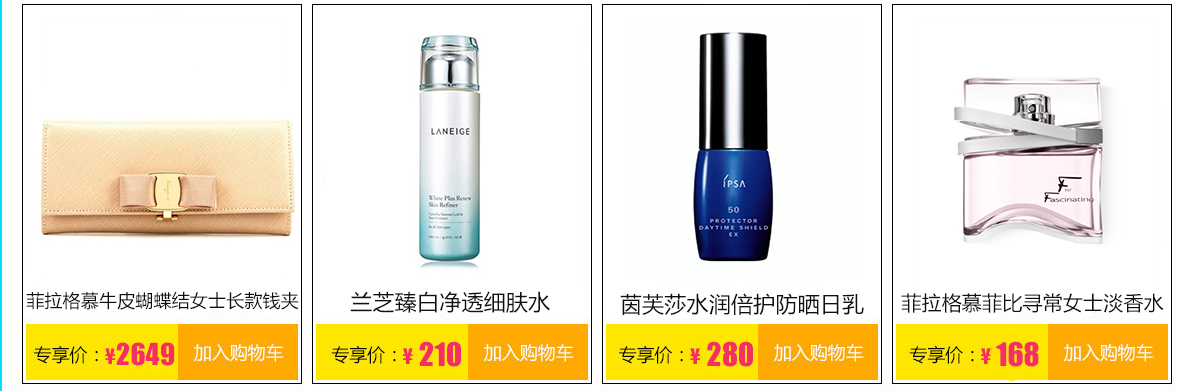 LANEIGE
White Plus Renew
Skin Refiner
菲拉格慕牛皮蝴蝶结女士长款钱夹
专享价：¥2649 加入购物车
兰芝臻白净透细肤水
专享价：¥ 210 加入购物车
IPSA
50
PROTECTOR
DAYTIME SHIELD
EX
茵芙莎水润倍护防晒日乳
专享价：¥ 280 加入购物车
F for
Fascinating
菲拉格慕菲比寻常女士淡香水
专享价：¥ 168 加入购物车